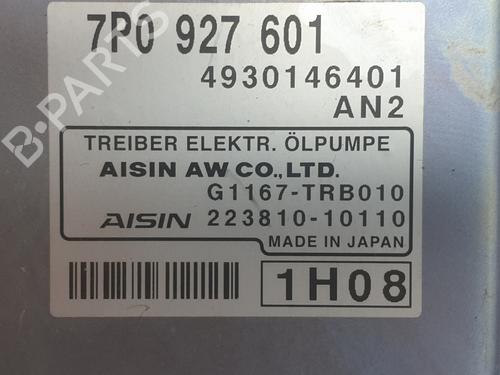 7P0 927 601
4930146401
AN2
TREIBER ELEKTR. ÖLPUMPE
AISIN AW CO.,LTD.
G1167-TRB010
AISIN 223810-10110
MADE IN JAPAN
1H08
B-PARTS